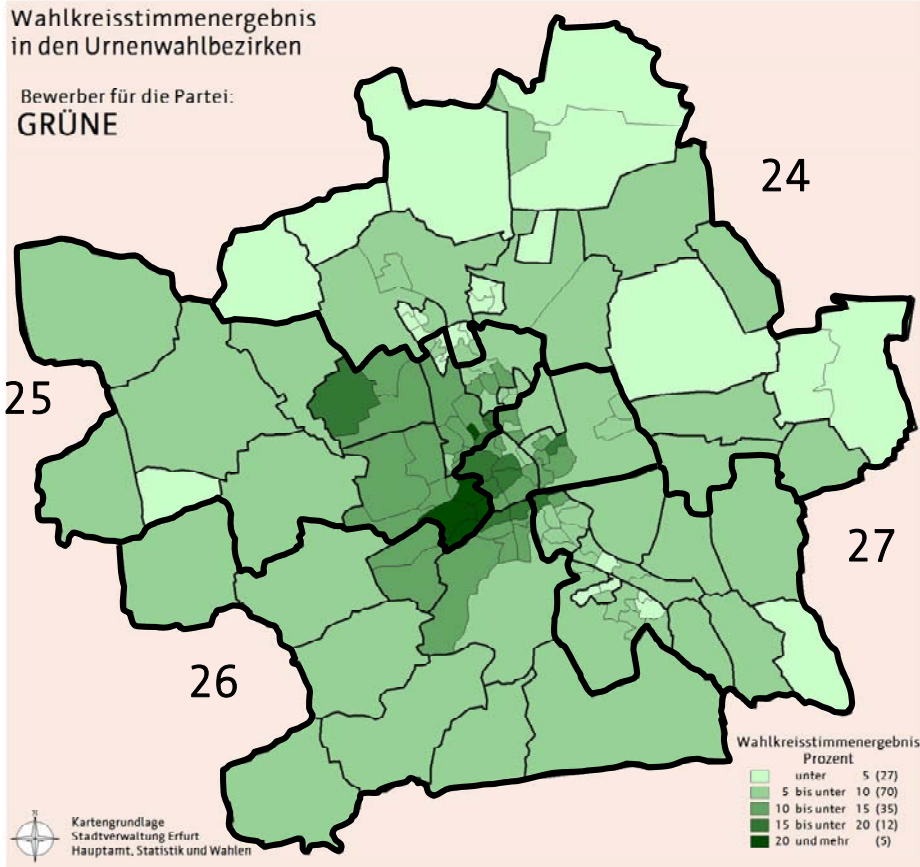 Wahlkreisstimmenergebnis
in den Urnenwahlbezirken
Bewerber für die Partei:
GRÜNE
24
25
27
26
Wahlkreisstimmenergebnis
Prozent
unter 5 (27)
5 bis unter 10 (70)
10 bis unter 15 (35)
15 bis unter 20 (12)
20 und mehr (5)
N
Kartengrundlage
Stadtverwaltung Erfurt
Hauptamt, Statistik und Wahlen